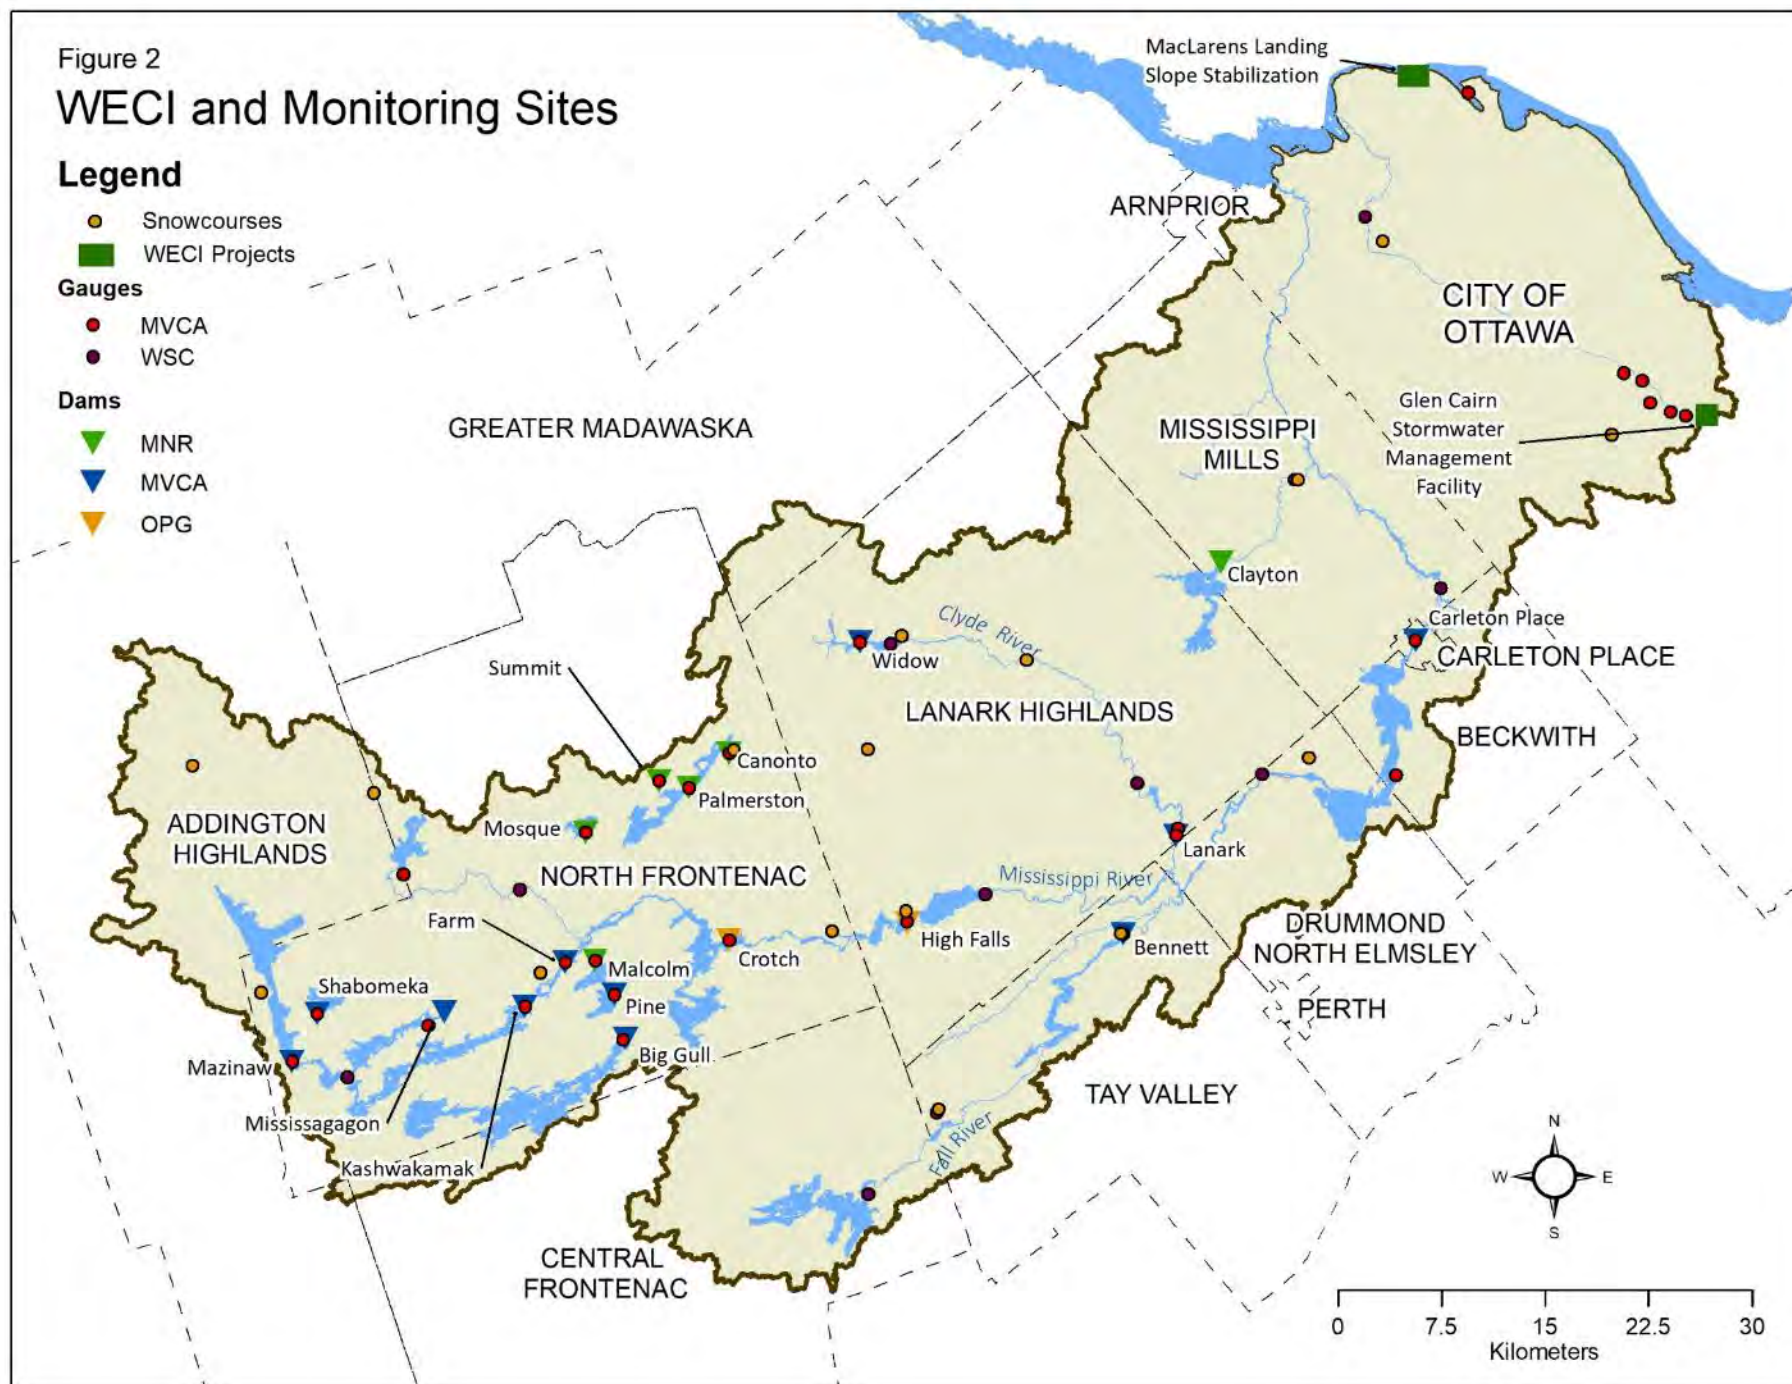 Figure 2
WECI and Monitoring Sites
Legend
Snowcourses
WECI Projects
Gauges
MVCA
WSC
Dams
MNR
MVCA
OPG
MacLarens Landing
Slope Stabilization
ARNPRIOR
CITY OF
OTTAWA
GREATER MADAWASKA
Glen Cairn
Stormwater
Management
Facility
MISSISSIPPI
MILLS
Clayton
Carleton Place
CARLETON PLACE
Clyde River
Widow
Summit
LANARK HIGHLANDS
BECKWITH
Canonto
Palmerston
Mosque
ADDINGTON
HIGHLANDS
Lanark
NORTH FRONTENAC
Mississippi River
Farm
High Falls
DRUMMOND
NORTH ELMSLEY
Bennett
Crotch
Malcolm
Shabomeka
Pine
PERTH
Big Gull
Mazinaw
TAY VALLEY
Mississagagon
Fall River
Kashwakamak
CENTRAL
FRONTENAC
N
W E
S
0 7.5 15 22.5 30
Kilometers